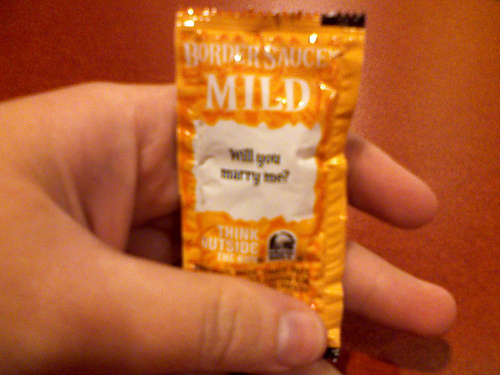 BORDER SAUCE
MILD
Will you
marry me?
THINK
OUTSIDE
THE BUN